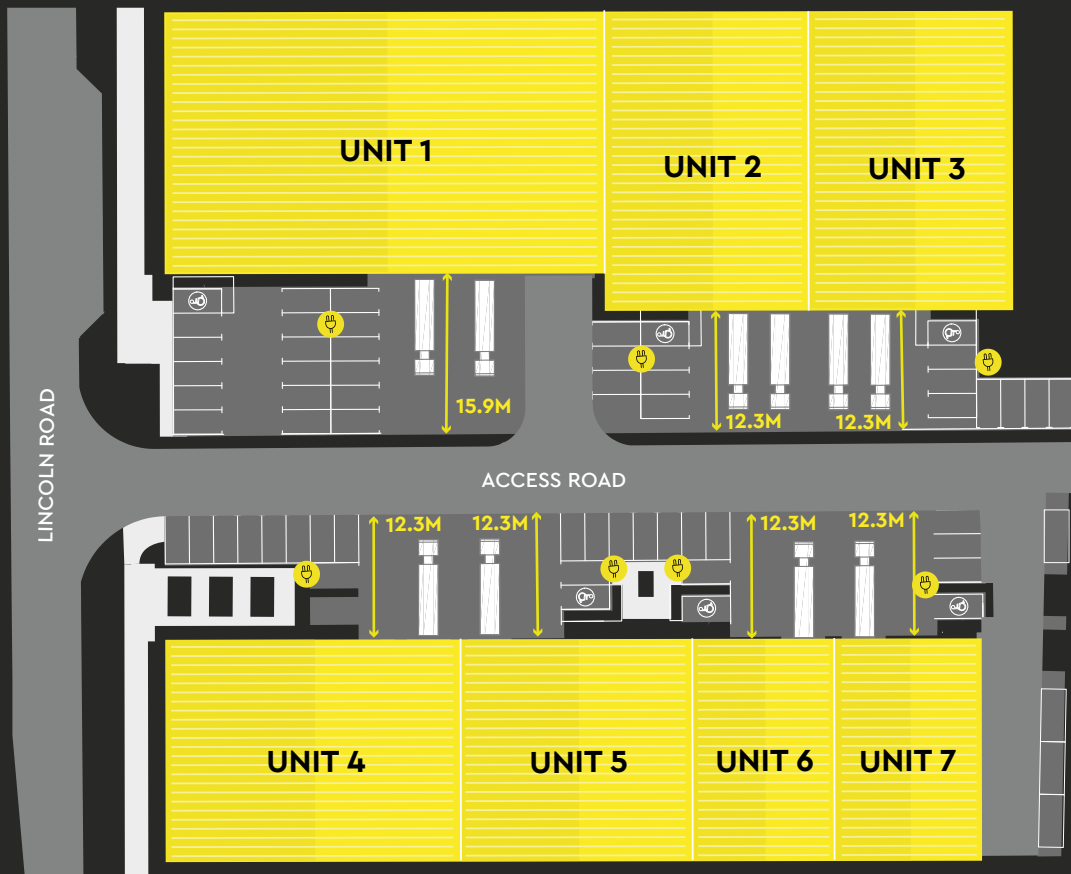 UNIT 1
UNIT 2
UNIT 3
15.9M
12.3M
12.3M
LINCOLN ROAD
ACCESS ROAD
12.3M
12.3M
12.3M
12.3M
UNIT 4
UNIT 5
UNIT 6
UNIT 7